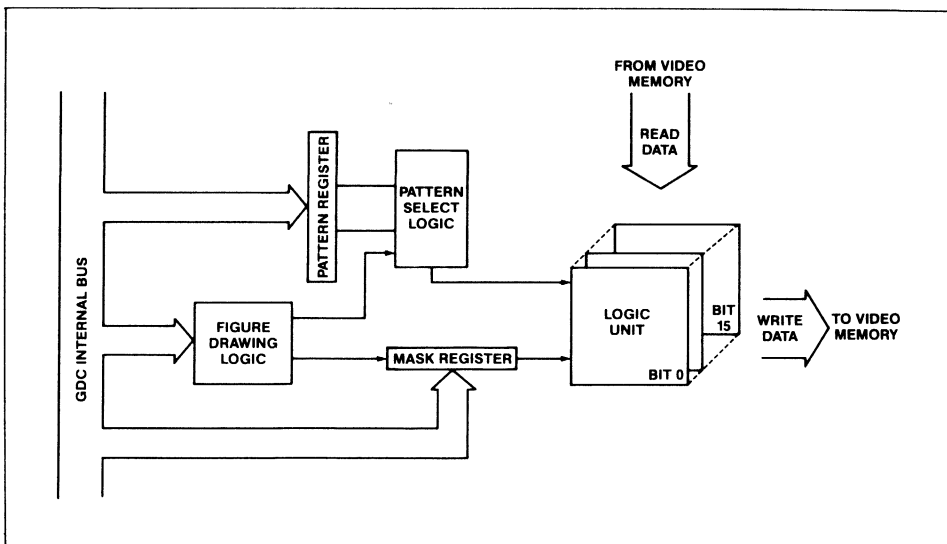 FROM VIDEO
MEMORY
READ
DATA
PATTERN REGISTER
PATTERN
SELECT
LOGIC
GDC INTERNAL BUS
FIGURE
DRAWING
LOGIC
MASK REGISTER
LOGIC
UNIT
BIT
15
BIT 0
WRITE
DATA
TO VIDEO
MEMORY